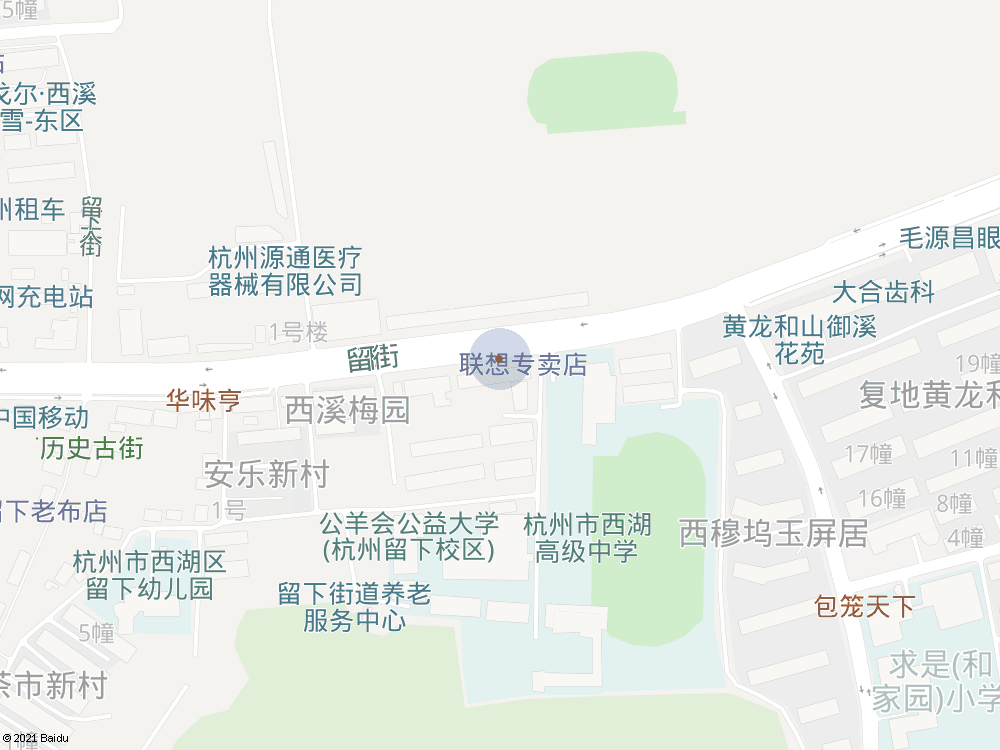 5幢
戈尔·西溪
雪-东区
留下街
州租车
毛源昌眼
杭州源通医疗
器械有限公司
网充电站
大合齿科
1号楼
黄龙和山御溪
花苑
留街
联想专卖店
19幢
复地黄龙和
华味亨
西溪梅园
中国移动
历史古街
17幢
11幢
安乐新村
16幢
8幢
1号
留下老布店
公羊会公益大学
(杭州留下校区)
杭州市西湖
高级中学
西穆坞玉屏居
4幢
杭州市西湖区
留下幼儿园
留下街道养老
服务中心
包笼天下
5幢
求是(和
家园)小学
茶市新村
© 2021 Baidu